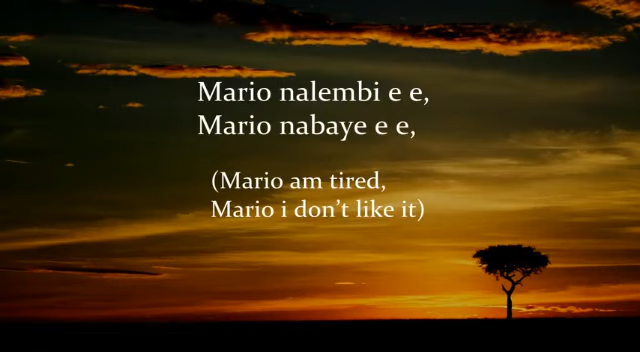 Mario nalembi e e,
Mario nabaye e e,
(Mario am tired,
Mario i don't like it)